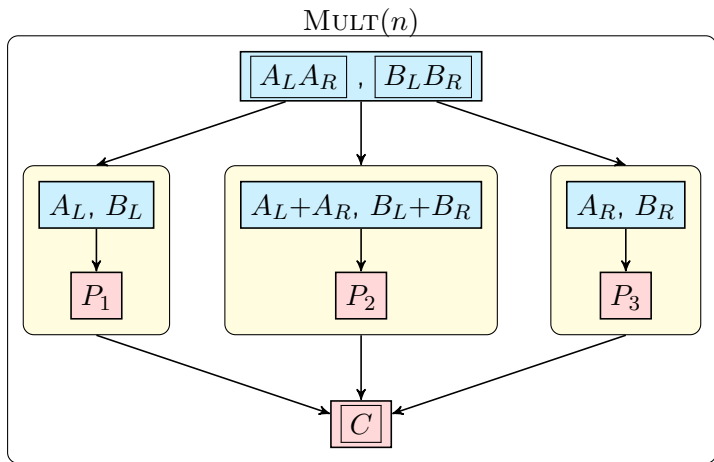 MULT(n)
A_L A_R , B_L B_R
A_L, B_L
A_L+A_R, B_L+B_R
A_R, B_R
P_1
P_2
P_3
C